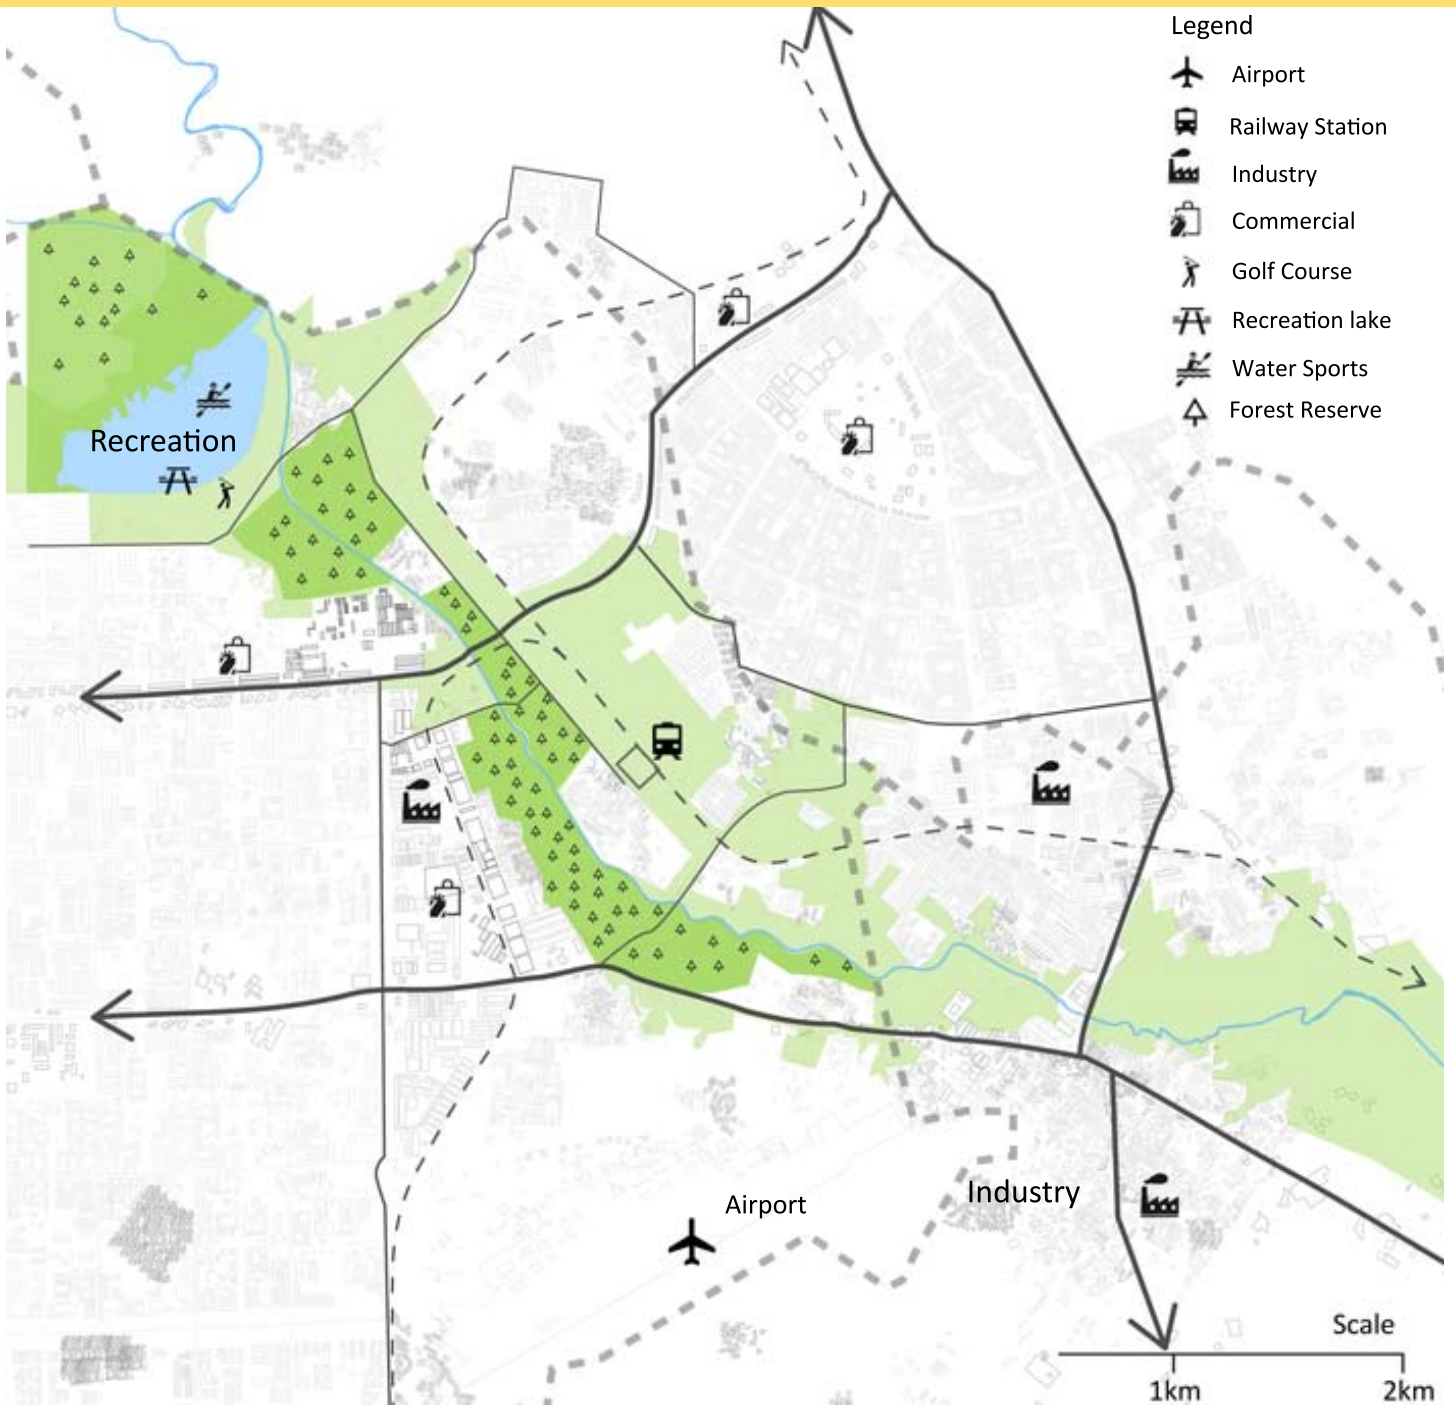 Legend
Airport
Railway Station
Industry
Commercial
Golf Course
Recreation lake
Water Sports
Forest Reserve
Recreation
Airport
Industry
Scale
1km 2km